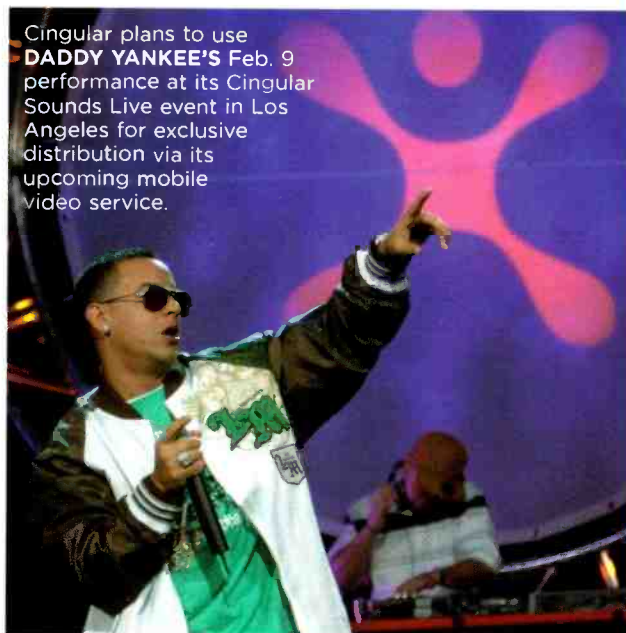 Cingular plans to use
DADDY YANKEE'S Feb. 9
performance at its Cingular
Sounds Live event in Los
Angeles for exclusive
distribution via its
upcoming mobile
video service.